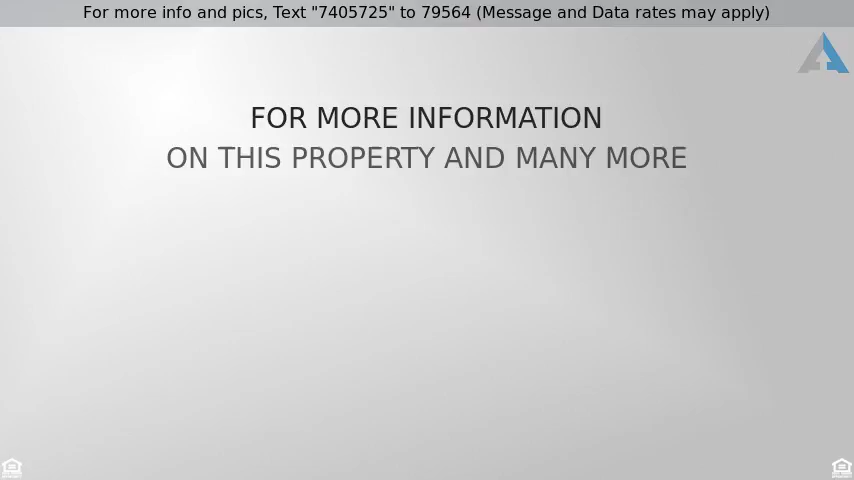 For more info and pics, Text "7405725" to 79564 (Message and Data rates may apply)
FOR MORE INFORMATION
ON THIS PROPERTY AND MANY MORE